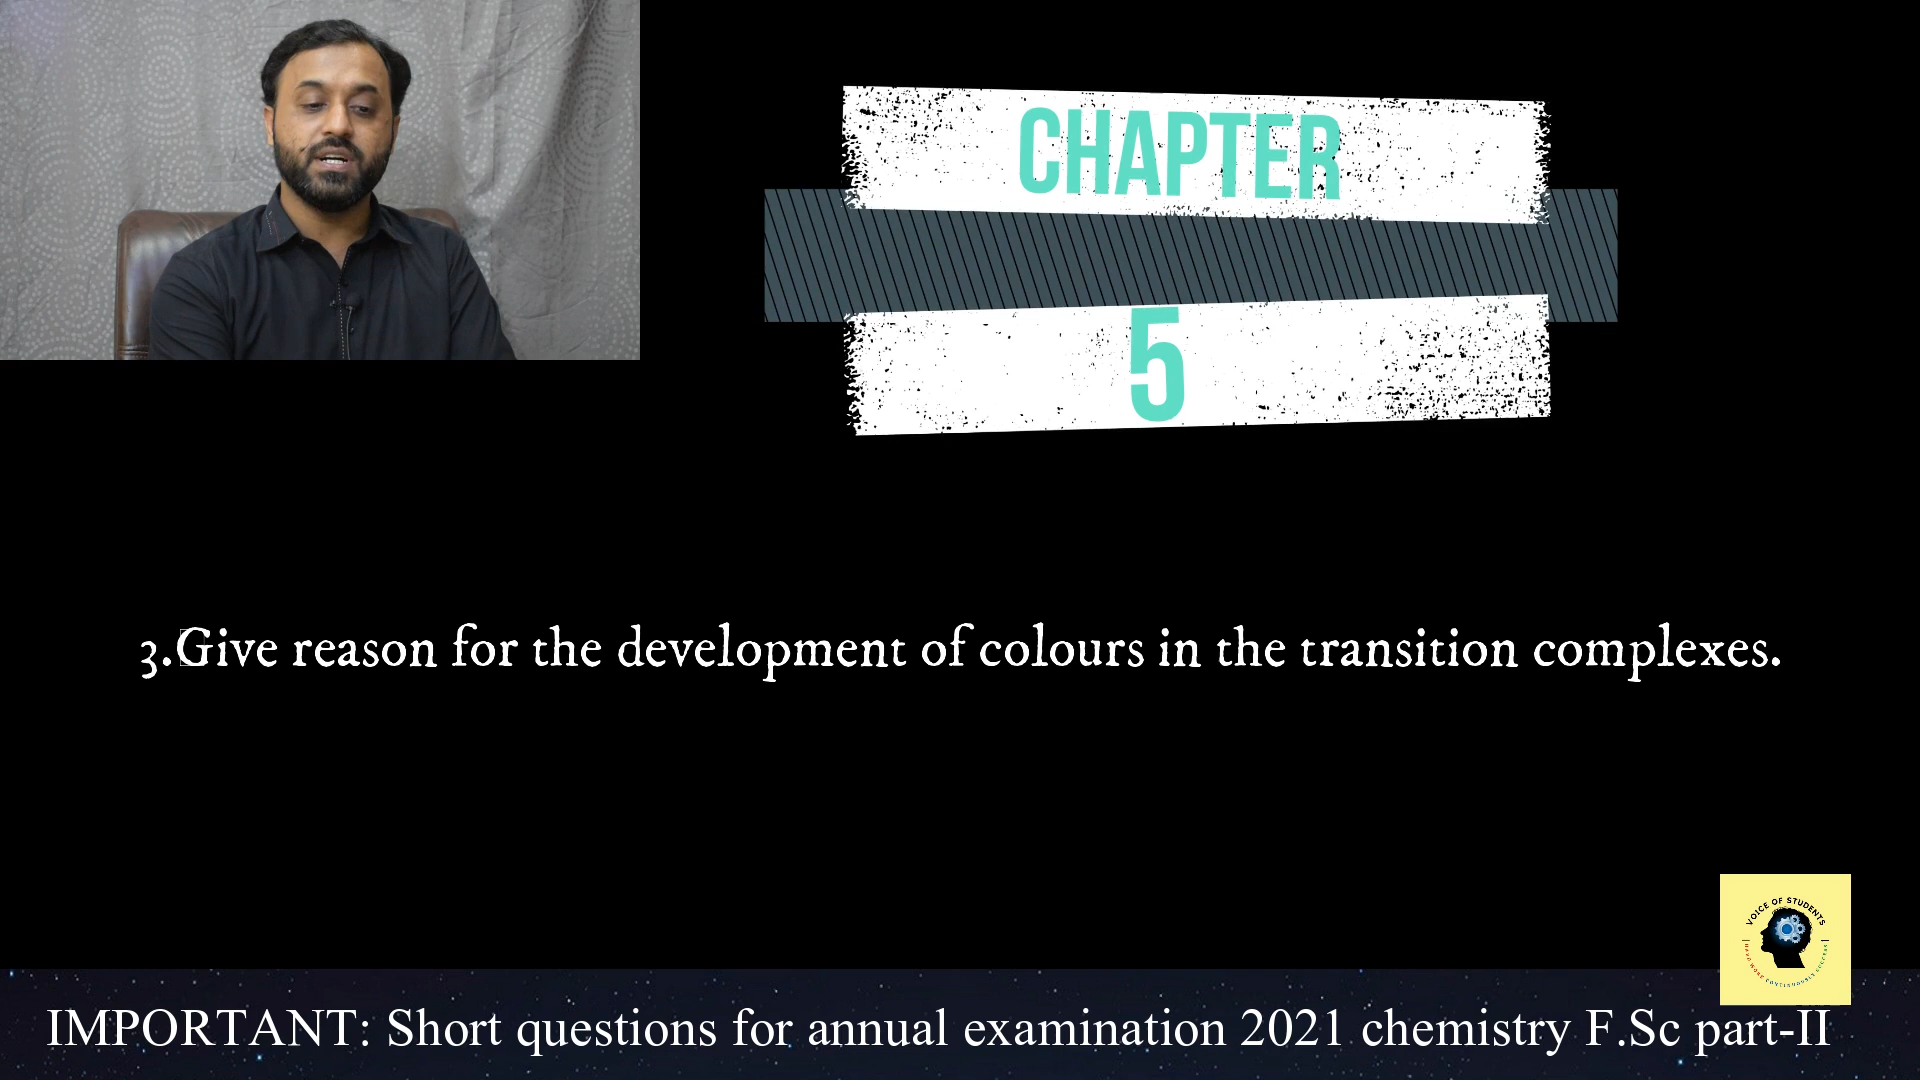 CHAPTER
5
3.Give reason for the development of colours in the transition complexes.
VOICE OF STUDENTS
IMPORTANT: Short questions for annual examination 2021 chemistry F.Sc part-II